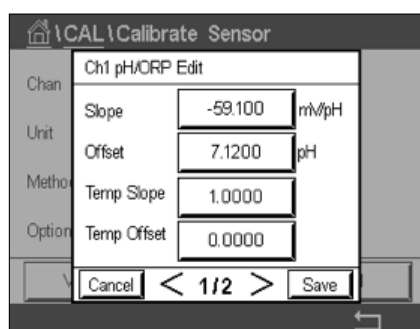 \CAL\Calibrate Sensor
Ch1 pH/ORP Edit
Chan
Slope -59.100 mV/pH
Unit
Offset 7.1200 pH
Metho
Temp Slope 1.0000
Option
Temp Offset 0.0000
Cancel < 1/2 > Save